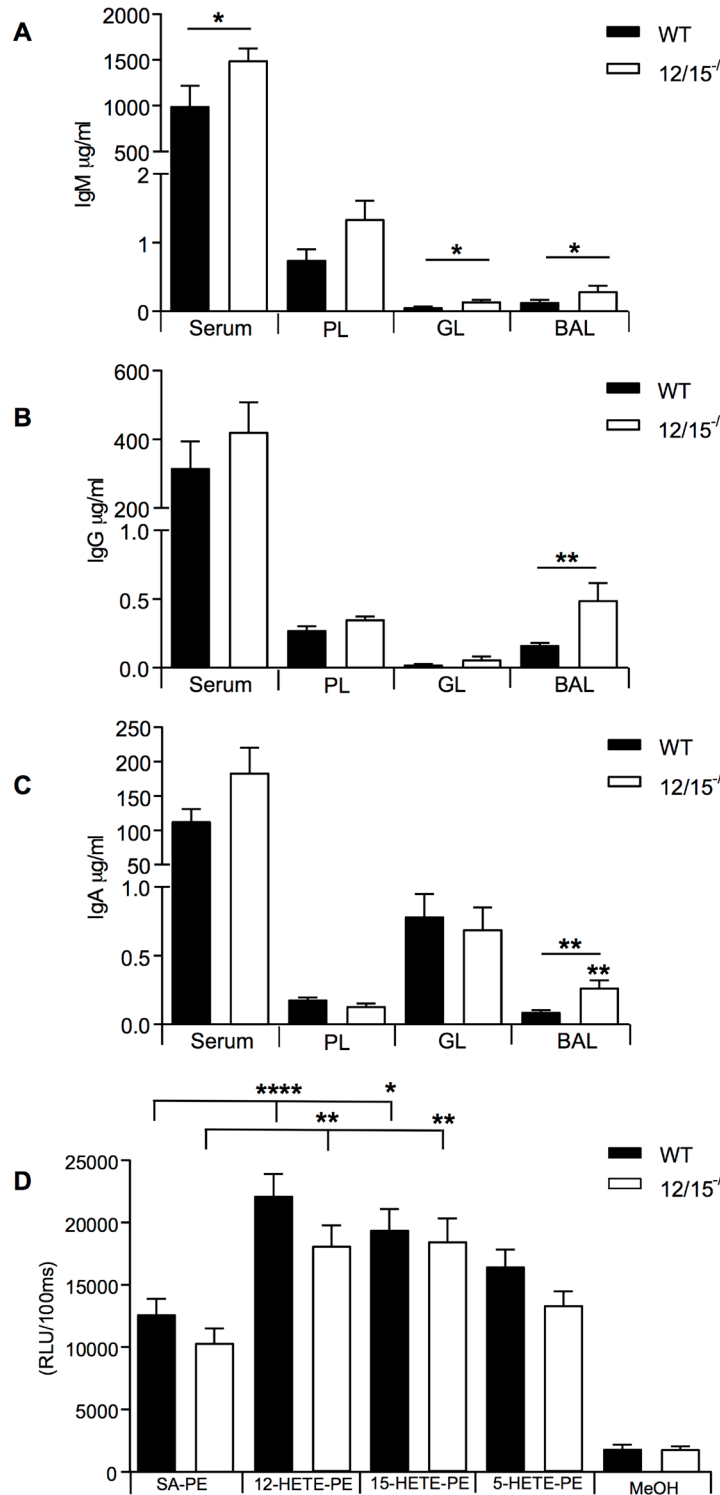 A
IgM µg/ml
2000
1500
1000
500
2
1
0
*
*
*
WT
12/15-/
Serum PL GL BAL
B
IgG µg/ml
600
400
200
1.0
0.5
0.0
**
WT
12/15-/
Serum PL GL BAL
C
IgA µg/ml
250
200
150
100
50
1.0
0.5
0.0
**
**
WT
12/15-/
Serum PL GL BAL
**** *
** **
D
(RLU/100ms)
25000
20000
15000
10000
5000
0
WT
12/15-/
SA-PE 12-HETE-PE 15-HETE-PE 5-HETE-PE MeOH